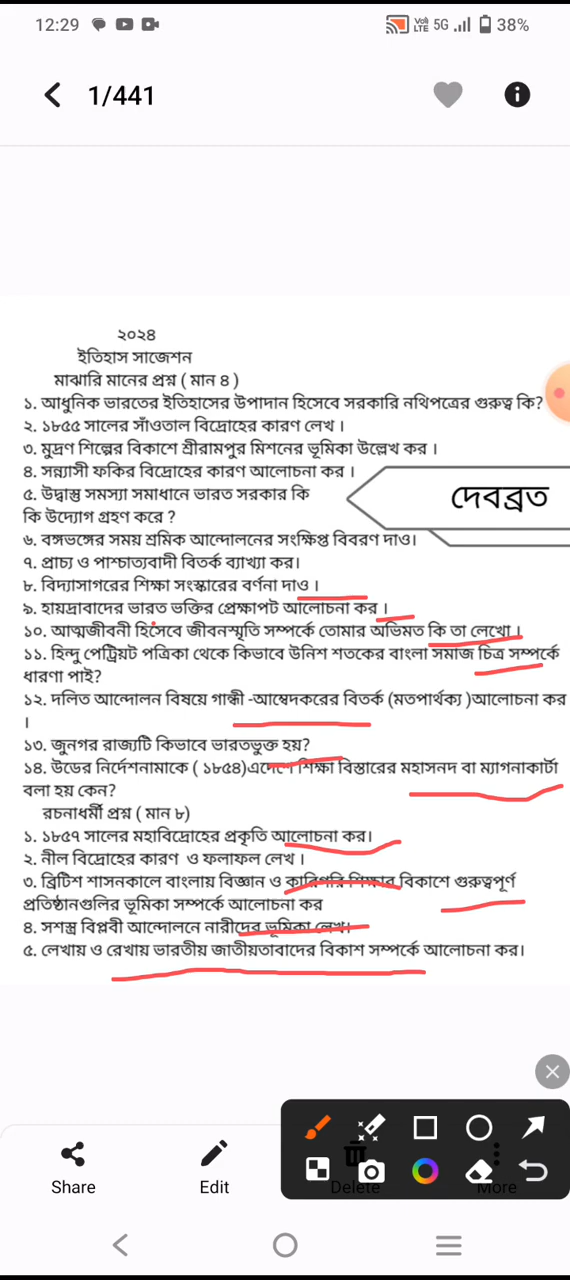 12:29
Vol) LTE 5G 38%
1/441
২০২৪
ইতিহাস সাজেশন
মাঝারি মানের প্রশ্ন ( মান ৪ )
১. আধুনিক ভারতের ইতিহাসের উপাদান হিসেবে সরকারি নথিপত্রের গুরুত্ব কি?
২. ১৮৫৫ সালের সাঁওতাল বিদ্রোহের কারণ লেখ ।
৩. মুদ্রণ শিল্পের বিকাশে শ্রীরামপুর মিশনের ভূমিকা উল্লেখ কর ।
৪. সন্ন্যাসী ফকির বিদ্রোহের কারণ আলোচনা কর ।
৫. উদ্বাস্তু সমস্যা সমাধানে ভারত সরকার কি
কি উদ্যোগ গ্রহণ করে ?
দেবব্রত
৬. বঙ্গভঙ্গের সময় শ্রমিক আন্দোলনের সংক্ষিপ্ত বিবরণ দাও।
৭. প্রাচ্য ও পাশ্চাত্যবাদী বিতর্ক ব্যাখ্যা কর।
৮. বিদ্যাসাগরের শিক্ষা সংস্কারের বর্ণনা দাও ।
৯. হায়দ্রাবাদের ভারত ভক্তির প্রেক্ষাপট আলোচনা কর ।
১০. আত্মজীবনী হিসেবে জীবনস্মৃতি সম্পর্কে তোমার অভিমত কি তা লেখো ।
১১. হিন্দু পেট্রিয়ট পত্রিকা থেকে কিভাবে উনিশ শতকের বাংলা সমাজ চিত্র সম্পর্কে
ধারণা পাই?
১২. দলিত আন্দোলন বিষয়ে গান্ধী -আম্বেদকরের বিতর্ক (মতপার্থক্য )আলোচনা কর
।
১৩. জুনগর রাজ্যটি কিভাবে ভারতভুক্ত হয়?
১৪. উডের নির্দেশনামাকে ( ১৮৫৪)এদেশে শিক্ষা বিস্তারের মহাসনদ বা ম্যাগনাকার্টা
বলা হয় কেন?
রচনাধর্মী প্রশ্ন ( মান ৮)
১. ১৮৫৭ সালের মহাবিদ্রোহের প্রকৃতি আলোচনা কর।
২. নীল বিদ্রোহের কারণ ও ফলাফল লেখ ।
৩. ব্রিটিশ শাসনকালে বাংলায় বিজ্ঞান ও কারিগরি শিক্ষার বিকাশে গুরুত্বপূর্ণ
প্রতিষ্ঠানগুলির ভূমিকা সম্পর্কে আলোচনা কর
৪. সশস্ত্র বিপ্লবী আন্দোলনে নারীদের ভূমিকা লেখ।
৫. লেখায় ও রেখায় ভারতীয় জাতীয়তাবাদের বিকাশ সম্পর্কে আলোচনা কর।
Share
Edit
Delete
More